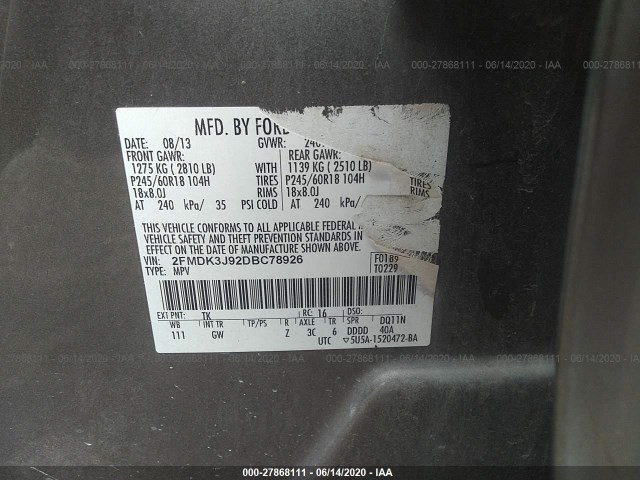 000-27868111 - 06/14/2020 - IAA
MFD. BY FORD
DATE: 08/13 GVWR: 240
FRONT GAWR: REAR GAWR:
1275 KG ( 2810 LB) WITH 1139 KG ( 2510 LB)
P245/60R18 104H TIRES P245/60R18 104H
18x8.0J RIMS 18x8.0J
AT 240 kPa/ 35 PSI COLD AT 240 kPa/
THIS VEHICLE CONFORMS TO ALL APPLICABLE FEDERAL
VEHICLE SAFETY AND THEFT PREVENTION STANDARDS IN
EFFECT ON THE DATE OF MANUFACTURE SHOWN ABOVE.
VIN: 2FMDK3J92DBC78926 F0189
TYPE: MPV T0229
EXT PNT: TK RC: 16 DSO:
WB INT TR TP/PS R AXLE TR SPR DQ11N
111 GW Z 3C 6 DDDD 40A
UTC ▽5U5A-1520472-BA
000-27868111 - 06/14/2020 - IAA